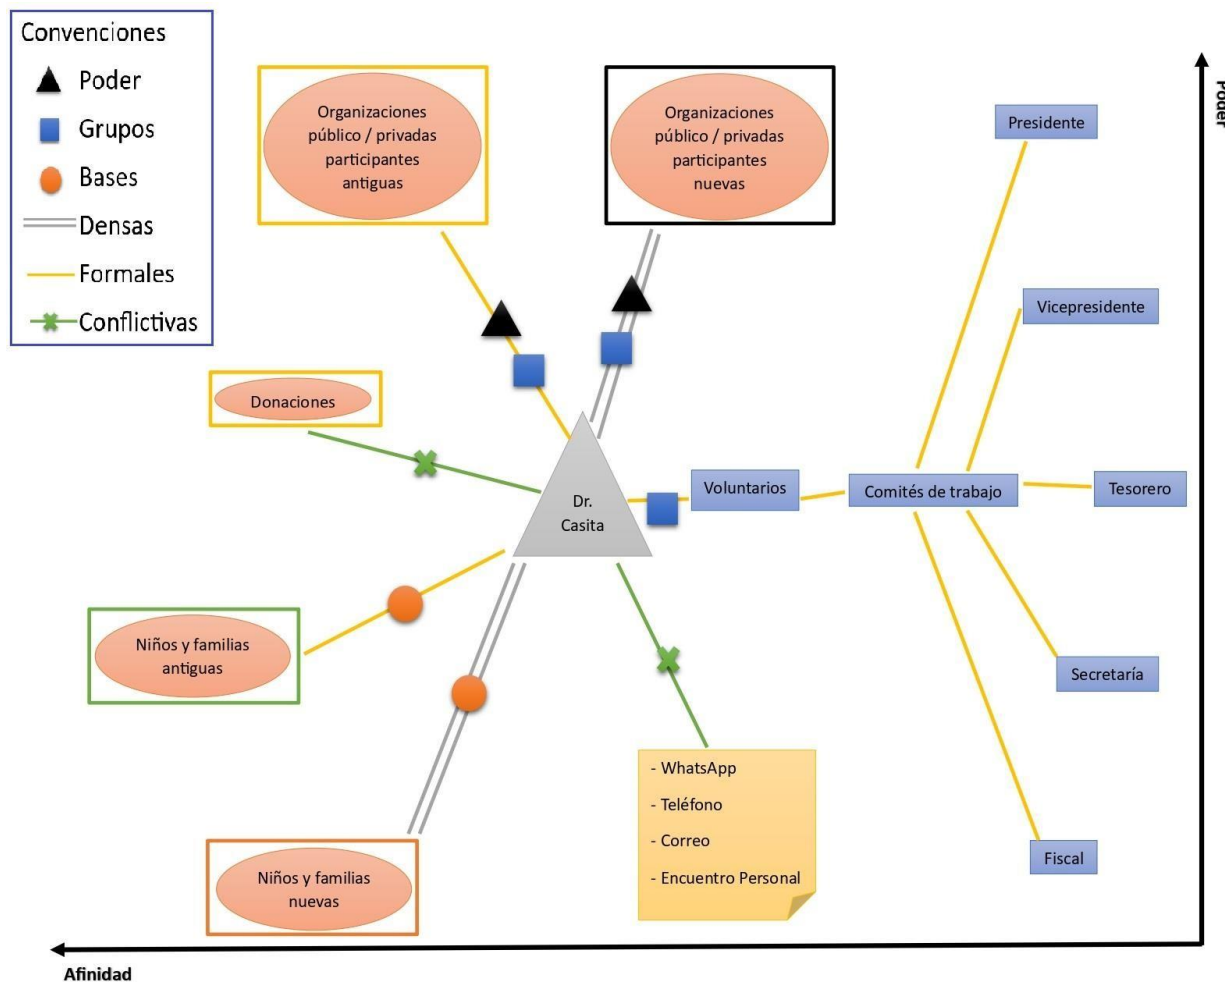 Convenciones
Poder
Grupos
Bases
Densas
Formales
Conflictivas
Organizaciones
público / privadas
participantes
antiguas
Organizaciones
público / privadas
participantes
nuevas
Poder
Presidente
Vicepresidente
Donaciones
Dr.
Casita
Voluntarios
Comités de trabajo
Tesorero
Niños y familias
antiguas
Secretaría
- WhatsApp
- Teléfono
- Correo
- Encuentro Personal
Fiscal
Niños y familias
nuevas
Afinidad